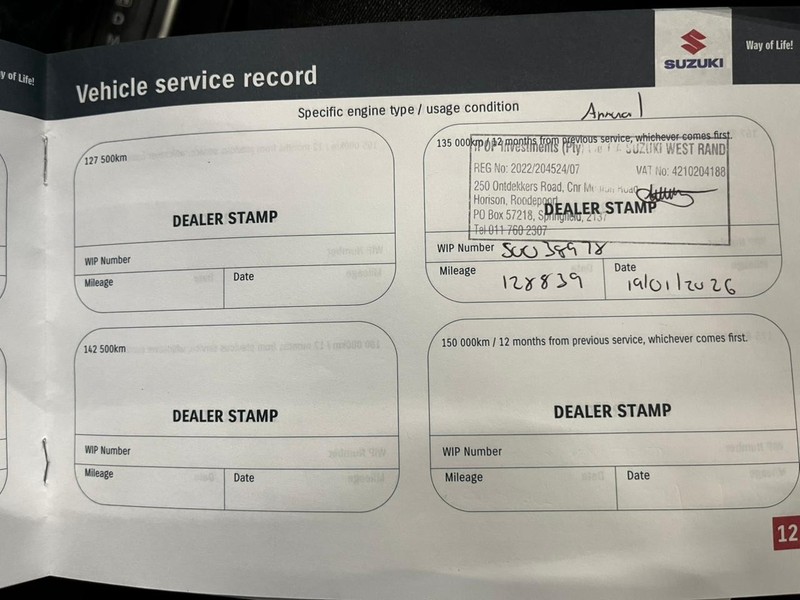 y of Life!
Vehicle service record
SUZUKI
Way of Life!
Specific engine type / usage condition
Annual
127 500km
DEALER STAMP
WIP Number
Mileage
Date
135 000km / 12 months from previous service, whichever comes first.
Investments (Pty) SUZUKI WEST RAND
REG No: 2022/204524/07
VAT No: 4210204188
250 Ontdekkers Road, Cnr Road
Horison, Roodepoort
DEALER STAMP
PO Box 57218, Springfield, 2137
Tel 011 760 2307
WIP Number S0038978
Mileage
128839
Date
19/01/2026
142 500km
DEALER STAMP
WIP Number
Mileage
Date
150 000km / 12 months from previous service, whichever comes first.
DEALER STAMP
WIP Number
Mileage
Date
12